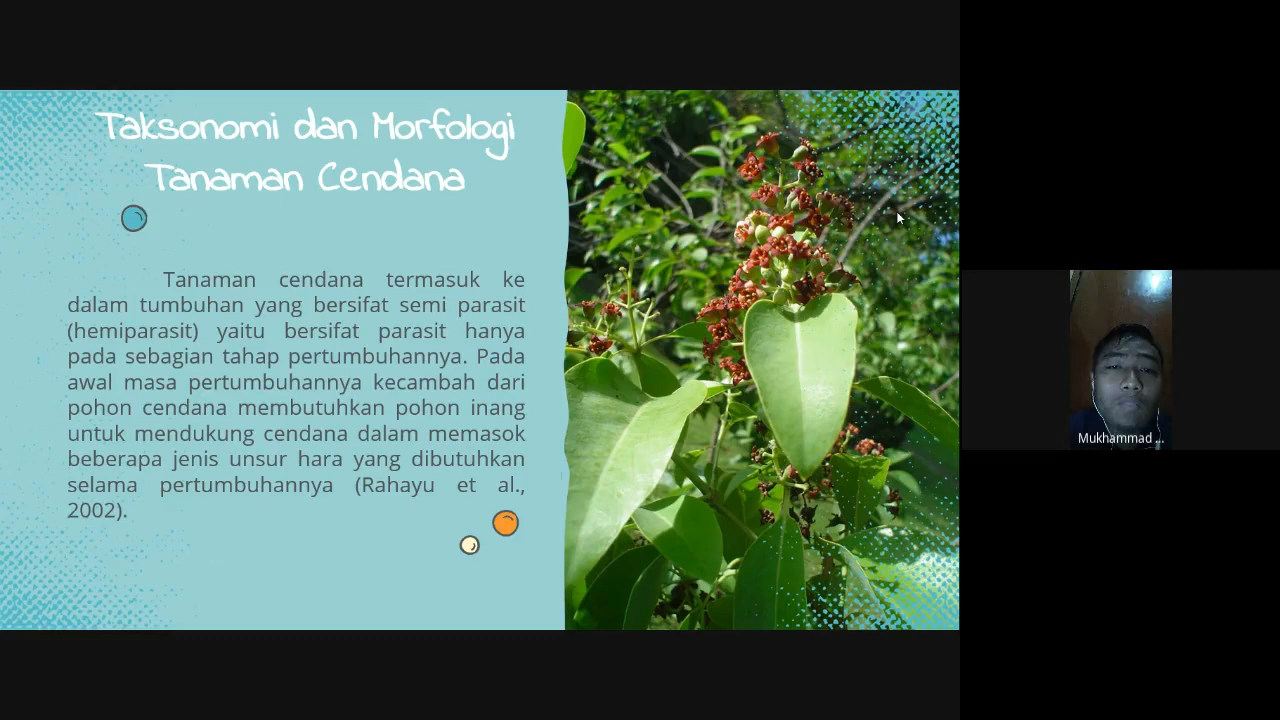 Taksonomi dan Morfologi
Tanaman Cendana
Tanaman cendana termasuk ke
dalam tumbuhan yang bersifat semi parasit
(hemiparasit) yaitu bersifat parasit hanya
pada sebagian tahap pertumbuhannya. Pada
awal masa pertumbuhannya kecambah dari
pohon cendana membutuhkan pohon inang
untuk mendukung cendana dalam memasok
beberapa jenis unsur hara yang dibutuhkan
selama pertumbuhannya (Rahayu et al.,
2002).
Mukhammad ...